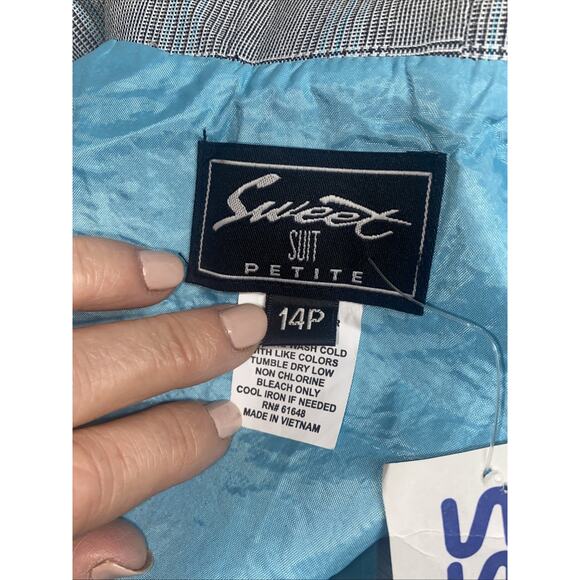 Sweet
SUIT
PETITE
14P
WASH COLD
WITH LIKE COLORS
TUMBLE DRY LOW
NON CHLORINE
BLEACH ONLY
COOL IRON IF NEEDED
RN# 61648
MADE IN VIETNAM